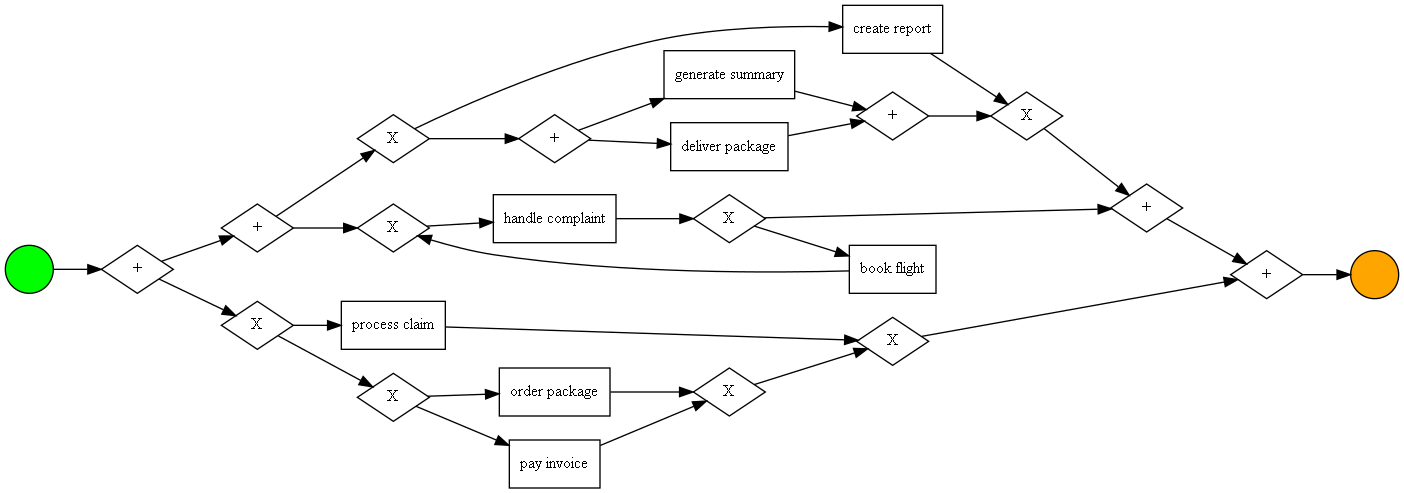 create report
generate summary
+
X
X
+
deliver package
+
+
X
handle complaint
X
+
book flight
+
+
X
process claim
X
X
order package
X
pay invoice